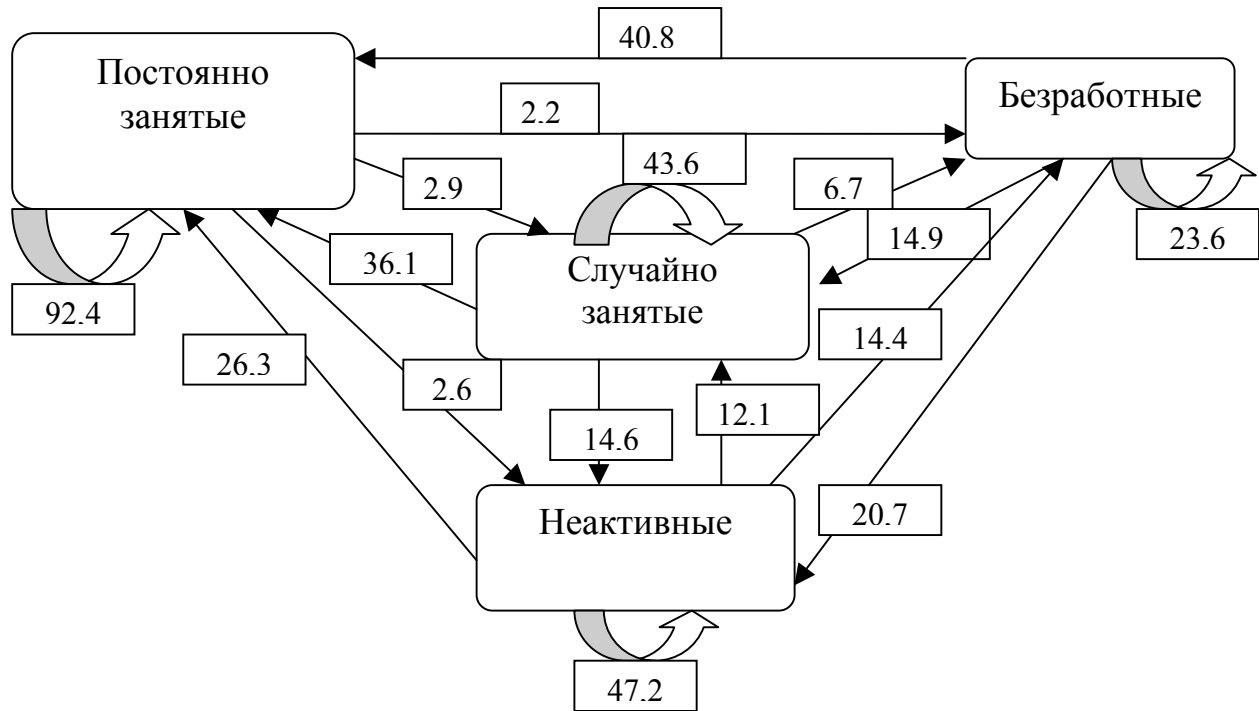 40.8
Постоянно
занятые
Безработные
2.2
43.6
2.9
6.7
14.9
23.6
36.1
Случайно
занятые
92.4
26.3
2.6
14.4
12.1
14.6
20.7
Неактивные
47.2